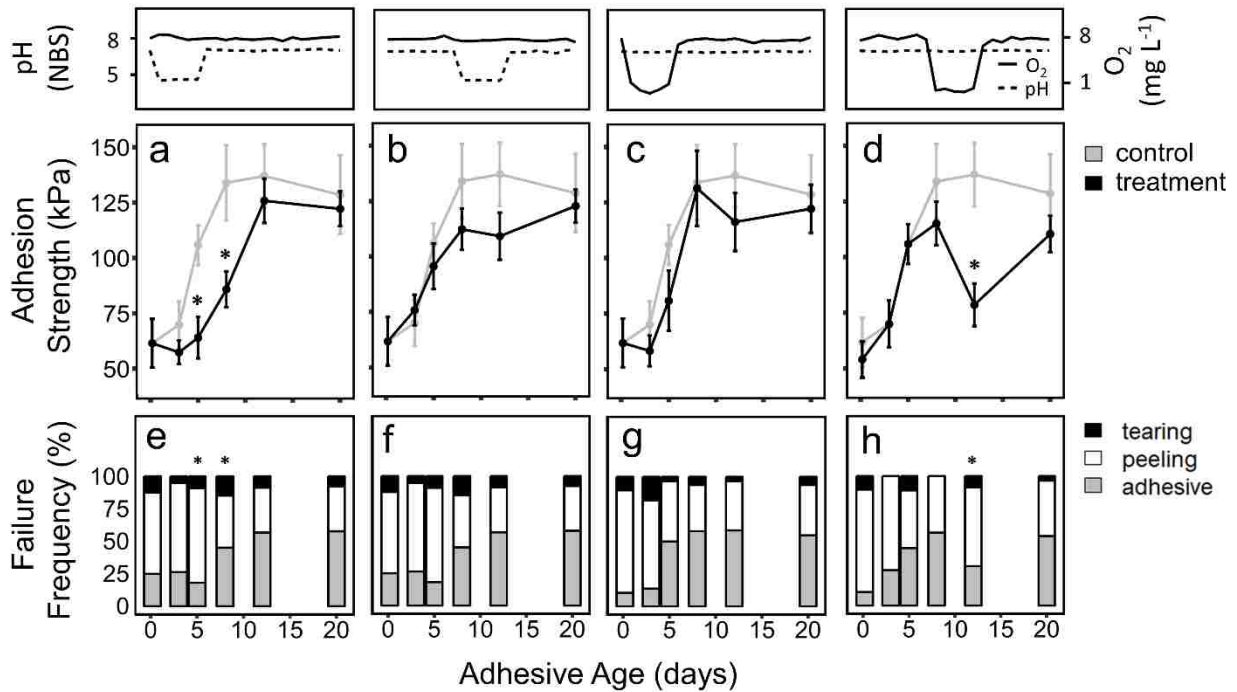 pH
(NBS)
8
5
O₂
pH
8
1
O₂
(mg L⁻¹)
Adhesion
Strength (kPa)
150
125
100
75
50
a
*
*
b
c
d
*
control
treatment
Failure
Frequency (%)
100
75
50
25
0
e
*
*
f
g
h
*
tearing
peeling
adhesive
0 5 10 15 20
0 5 10 15 20
0 5 10 15 20
0 5 10 15 20
Adhesive Age (days)